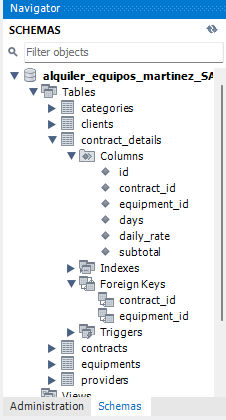 Navigator
SCHEMAS
Filter objects
alquiler_equipos_martinez_SA
Tables
categories
clients
contract_details
Columns
id
contract_id
equipment_id
days
daily_rate
subtotal
Indexes
Foreign Keys
contract_id
equipment_id
Triggers
contracts
equipments
providers
Views
Administration Schemas